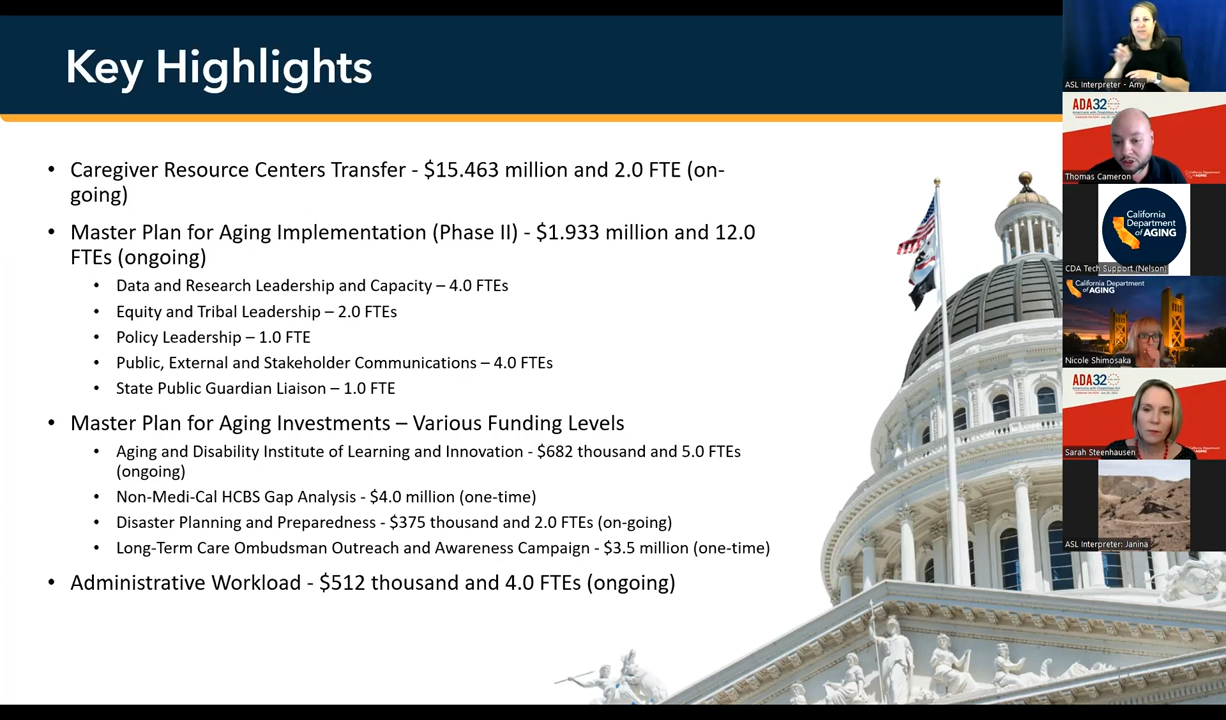 Key Highlights
• Caregiver Resource Centers Transfer - $15.463 million and 2.0 FTE (on-
going)
• Master Plan for Aging Implementation (Phase II) - $1.933 million and 12.0
FTEs (ongoing)
• Data and Research Leadership and Capacity – 4.0 FTEs
• Equity and Tribal Leadership – 2.0 FTEs
• Policy Leadership – 1.0 FTE
• Public, External and Stakeholder Communications – 4.0 FTEs
• State Public Guardian Liaison – 1.0 FTE
• Master Plan for Aging Investments – Various Funding Levels
• Aging and Disability Institute of Learning and Innovation - $682 thousand and 5.0 FTEs
(ongoing)
• Non-Medi-Cal HCBS Gap Analysis - $4.0 million (one-time)
• Disaster Planning and Preparedness - $375 thousand and 2.0 FTEs (on-going)
• Long-Term Care Ombudsman Outreach and Awareness Campaign - $3.5 million (one-time)
• Administrative Workload - $512 thousand and 4.0 FTEs (ongoing)
ASL Interpreter - Amy
ADA32
Thomas Cameron
California
Department
of AGING
CDA Tech Support (Nelson)
California Department
of AGING
Nicole Shimosaka
ADA32
Sarah Steenhausen
ASL Interpreter: Janina